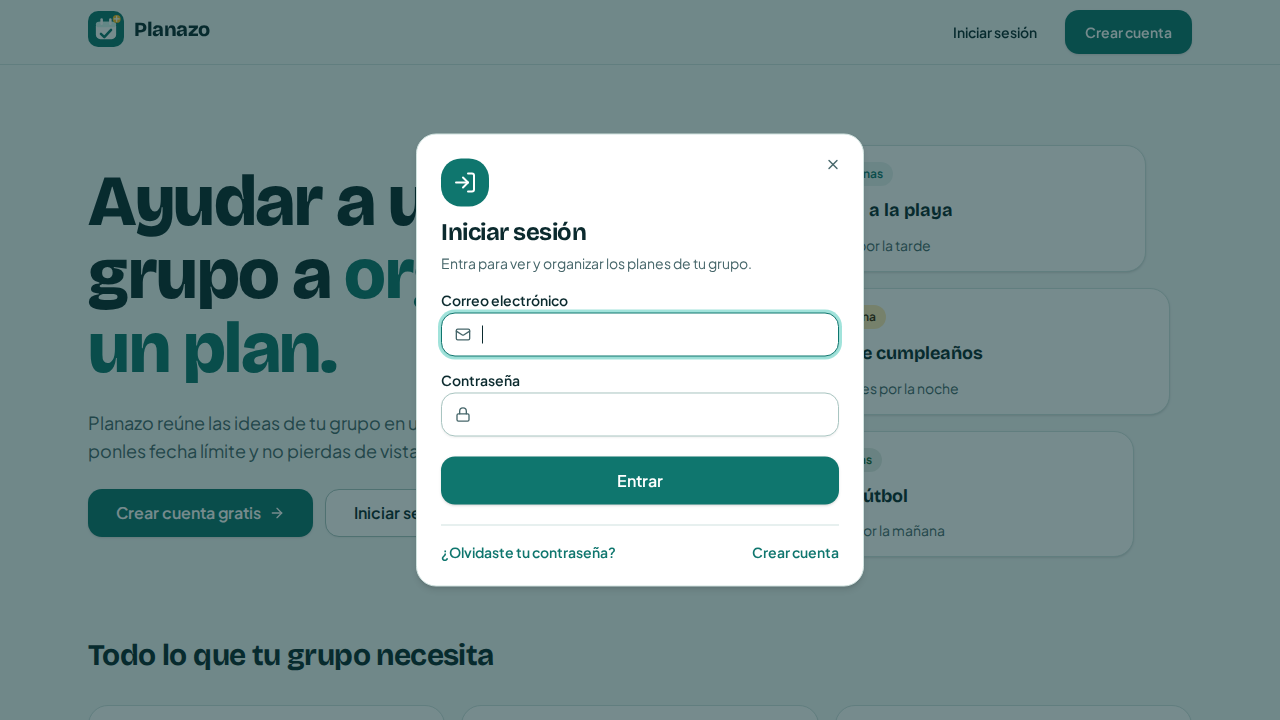 Planazo
Iniciar sesión
Crear cuenta
Ayudar a
grupo a
un plan.
Planazo reúne las ideas de tu grupo en
ponles fecha límite y no pierdas de vista
Crear cuenta gratis
Iniciar
Iniciar sesión
Entra para ver y organizar los planes de tu grupo.
Correo electrónico
Contraseña
Entrar
¿Olvidaste tu contraseña?
Crear cuenta
a la playa
por la tarde
cumpleaños
por la noche
por la mañana
Todo lo que tu grupo necesita